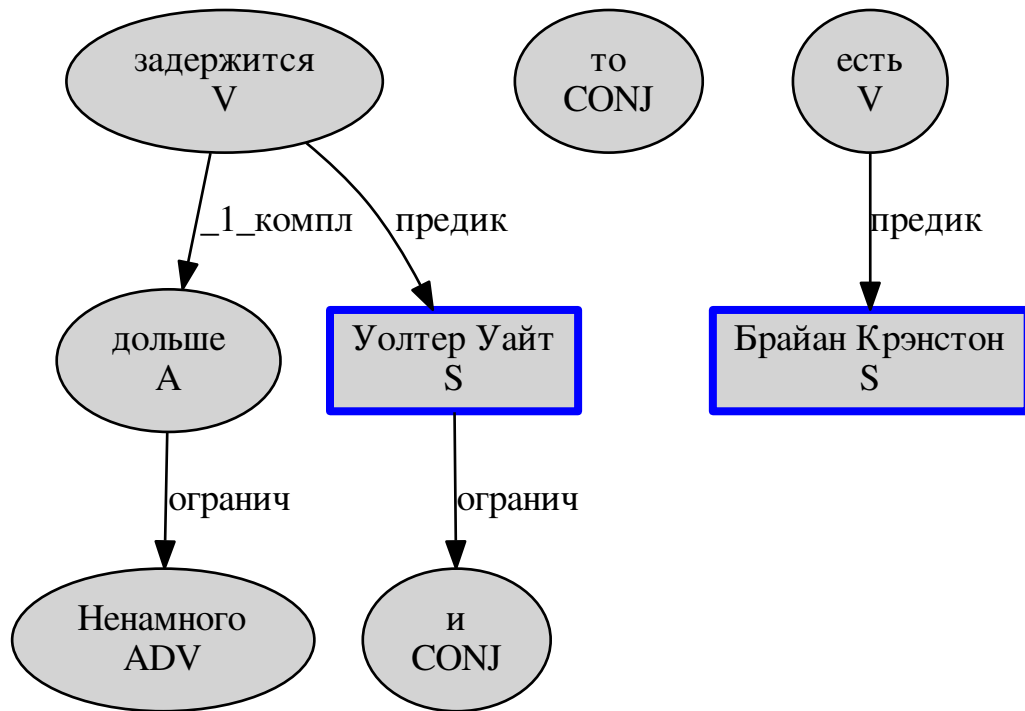 задержится
V
то
CONJ
есть
V
_1_компл
предик
предик
дольше
A
Уолтер Уайт
S
Брайан Крэнстон
S
огранич
огранич
Ненамного
ADV
и
CONJ